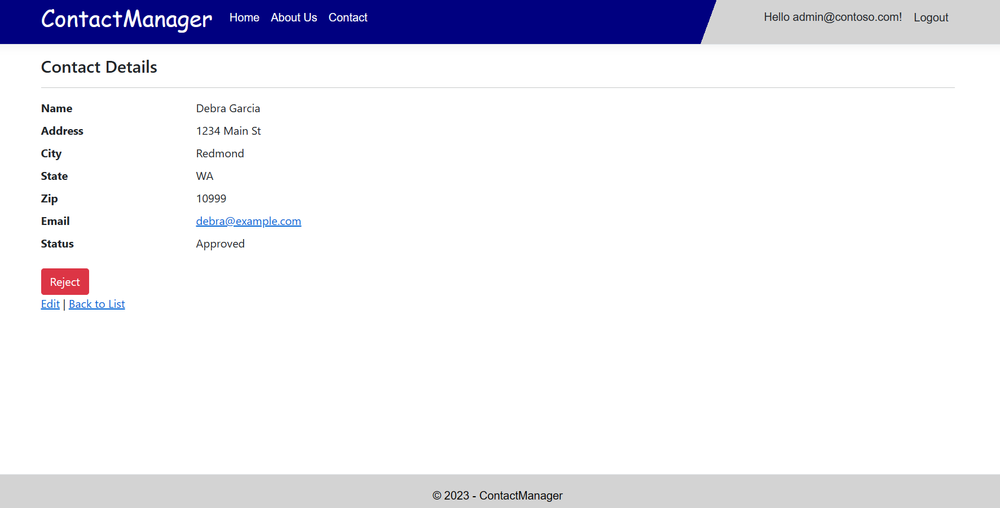 ContactManager Home About Us Contact Hello admin@contoso.com! Logout
Contact Details
Name Debra Garcia
Address 1234 Main St
City Redmond
State WA
Zip 10999
Email debra@example.com
Status Approved
Reject
Edit | Back to List
© 2023 - ContactManager